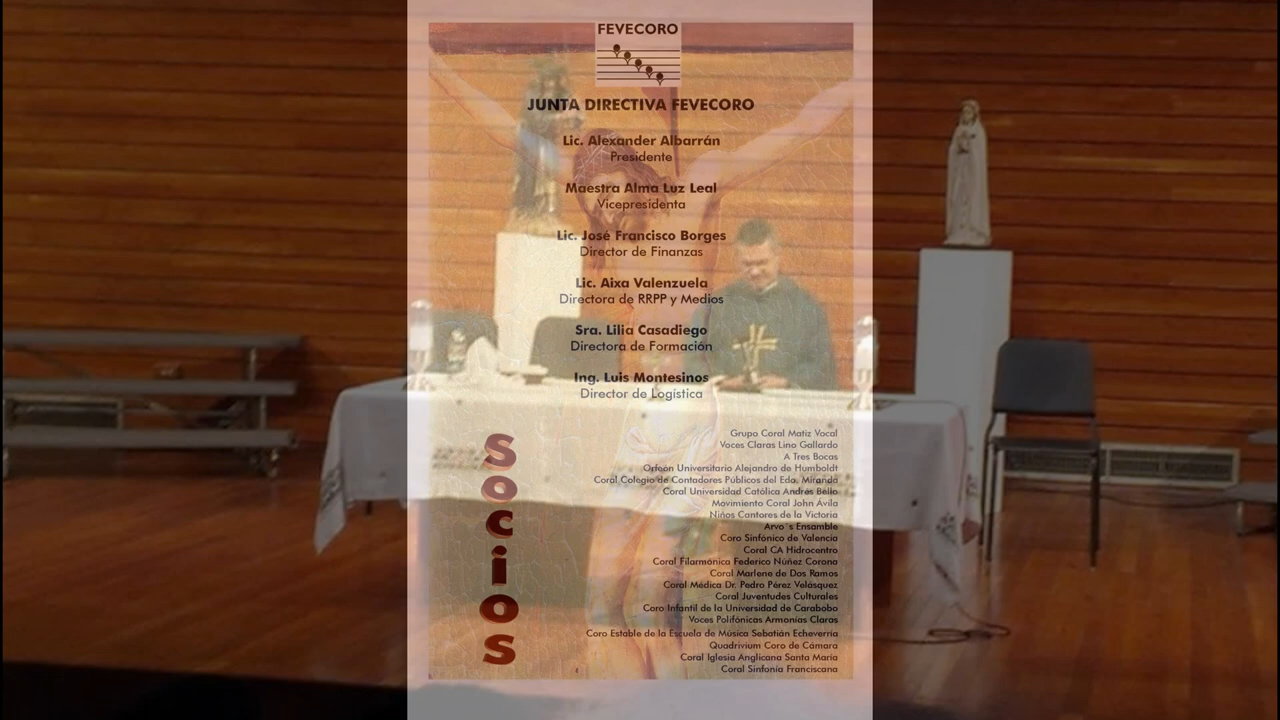 FEVECORO
JUNTA DIRECTIVA FEVECORO
Lic. Alexander Albarrán
Presidente
Maestra Alma Luz Leal
Vicepresidenta
Lic. José Francisco Borges
Director de Finanzas
Lic. Aixa Valenzuela
Directora de RRPP y Medios
Sra. Lilia Casadiego
Directora de Formación
Ing. Luis Montesinos
Director de Logística
Socios
Grupo Coral Matiz Vocal
Voces Claras Lino Gallardo
A Tres Bocas
Orfeón Universitario Alejandro de Humboldt
Coral Colegio de Contadores Públicos del Edo. Miranda
Coral Universidad Católica Andrés Bello
Movimiento Coral John Ávila
Niños Cantores de la Victoria
Arvo´s Ensamble
Coro Sinfónico de Valencia
Coral CA Hidrocentro
Coral Filarmónica Federico Núñez Corona
Coral Marlene de Dos Ramos
Coral Médica Dr. Pedro Pérez Velásquez
Coral Juventudes Culturales
Coro Infantil de la Universidad de Carabobo
Voces Polifónicas Armonías Claras
Coro Estable de la Escuela de Música Sebatián Echeverría
Quadrivium Coro de Cámara
Coral Iglesia Anglicana Santa María
Coral Sinfonía Franciscana